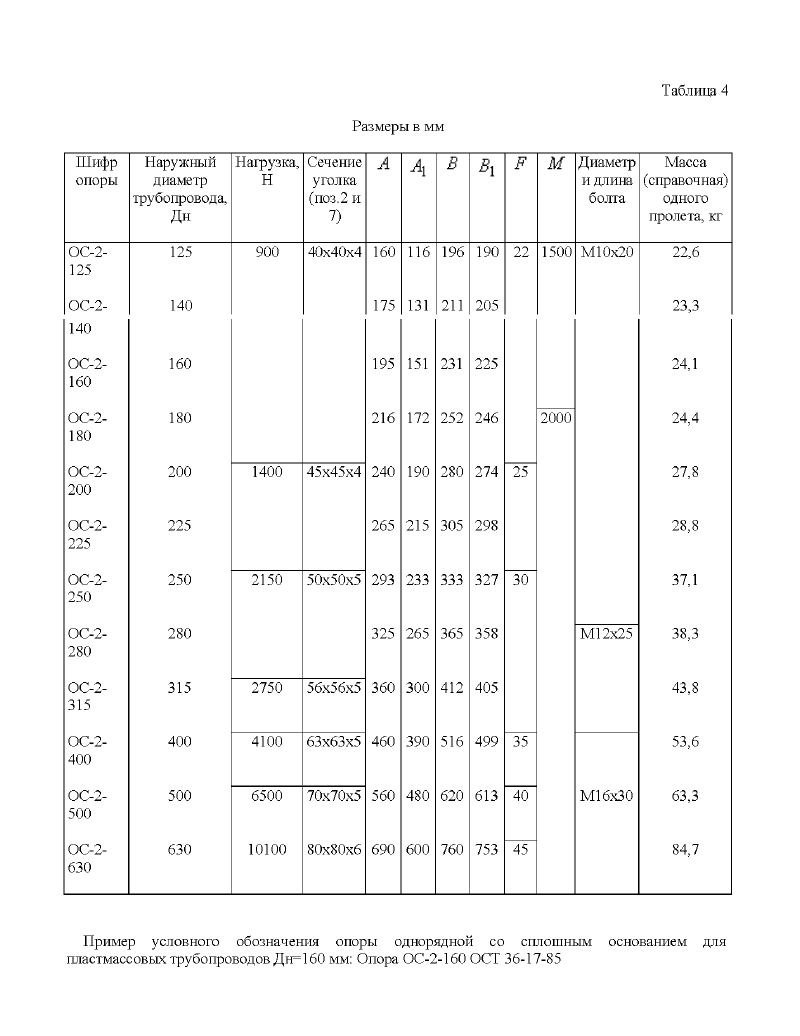 Таблица 4
Размеры в мм
Шифр опоры Наружный диаметр трубопровода, Дн Нагрузка, Н Сечение уголка (поз.2 и 7) A A1 B B1 F M Диаметр и длина болта Масса (справочная) одного пролета, кг
ОС-2- 125 900 40х40х4 160 116 196 190 22 1500 М10х20 22,6
125
ОС-2- 140 175 131 211 205 23,3
140
ОС-2- 160 195 151 231 225 24,1
160
ОС-2- 180 216 172 252 246 2000 24,4
180
ОС-2- 200 1400 45х45х4 240 190 280 274 25 27,8
200
ОС-2- 225 265 215 305 298 28,8
225
ОС-2- 250 2150 50х50х5 293 233 333 327 30 37,1
250
ОС-2- 280 325 265 365 358 М12х25 38,3
280
ОС-2- 315 2750 56х56х5 360 300 412 405 43,8
315
ОС-2- 400 4100 63х63х5 460 390 516 499 35 53,6
400
ОС-2- 500 6500 70х70х5 560 480 620 613 40 М16х30 63,3
500
ОС-2- 630 10100 80х80х6 690 600 760 753 45 84,7
630
Пример условного обозначения опоры однорядной со сплошным основанием для
пластмассовых трубопроводов Дн=160 мм: Опора ОС-2-160 ОСТ 36-17-85